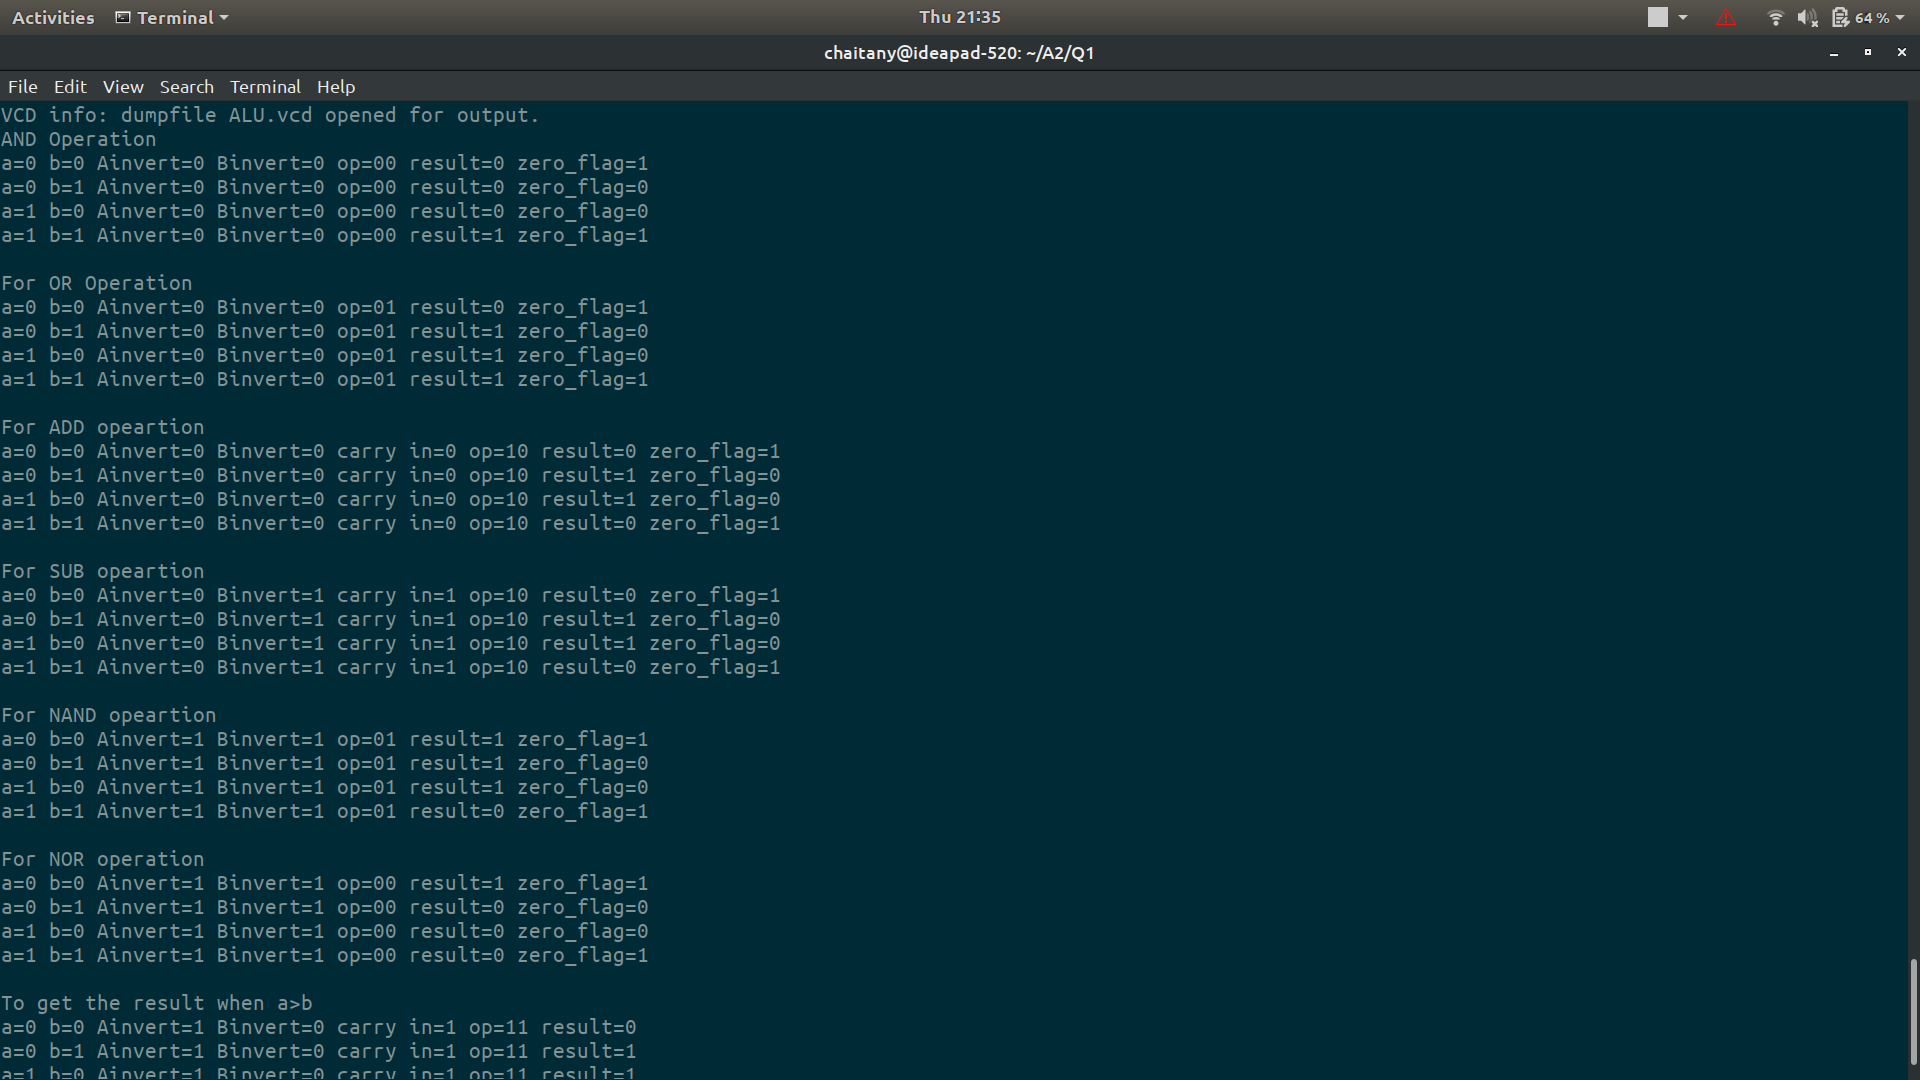 Activities Terminal Thu 21:35 64 %
chaitany@ideapad-520: ~/A2/Q1
File Edit View Search Terminal Help
VCD info: dumpfile ALU.vcd opened for output.
AND Operation
a=0 b=0 Ainvert=0 Binvert=0 op=00 result=0 zero_flag=1
a=0 b=1 Ainvert=0 Binvert=0 op=00 result=0 zero_flag=0
a=1 b=0 Ainvert=0 Binvert=0 op=00 result=0 zero_flag=0
a=1 b=1 Ainvert=0 Binvert=0 op=00 result=1 zero_flag=1
For OR Operation
a=0 b=0 Ainvert=0 Binvert=0 op=01 result=0 zero_flag=1
a=0 b=1 Ainvert=0 Binvert=0 op=01 result=1 zero_flag=0
a=1 b=0 Ainvert=0 Binvert=0 op=01 result=1 zero_flag=0
a=1 b=1 Ainvert=0 Binvert=0 op=01 result=1 zero_flag=1
For ADD opeartion
a=0 b=0 Ainvert=0 Binvert=0 carry in=0 op=10 result=0 zero_flag=1
a=0 b=1 Ainvert=0 Binvert=0 carry in=0 op=10 result=1 zero_flag=0
a=1 b=0 Ainvert=0 Binvert=0 carry in=0 op=10 result=1 zero_flag=0
a=1 b=1 Ainvert=0 Binvert=0 carry in=0 op=10 result=0 zero_flag=1
For SUB opeartion
a=0 b=0 Ainvert=0 Binvert=1 carry in=1 op=10 result=0 zero_flag=1
a=0 b=1 Ainvert=0 Binvert=1 carry in=1 op=10 result=1 zero_flag=0
a=1 b=0 Ainvert=0 Binvert=1 carry in=1 op=10 result=1 zero_flag=0
a=1 b=1 Ainvert=0 Binvert=1 carry in=1 op=10 result=0 zero_flag=1
For NAND opeartion
a=0 b=0 Ainvert=1 Binvert=1 op=01 result=1 zero_flag=1
a=0 b=1 Ainvert=1 Binvert=1 op=01 result=1 zero_flag=0
a=1 b=0 Ainvert=1 Binvert=1 op=01 result=1 zero_flag=0
a=1 b=1 Ainvert=1 Binvert=1 op=01 result=0 zero_flag=1
For NOR operation
a=0 b=0 Ainvert=1 Binvert=1 op=00 result=1 zero_flag=1
a=0 b=1 Ainvert=1 Binvert=1 op=00 result=0 zero_flag=0
a=1 b=0 Ainvert=1 Binvert=1 op=00 result=0 zero_flag=0
a=1 b=1 Ainvert=1 Binvert=1 op=00 result=0 zero_flag=1
To get the result when a>b
a=0 b=0 Ainvert=1 Binvert=0 carry in=1 op=11 result=0
a=0 b=1 Ainvert=1 Binvert=0 carry in=1 op=11 result=1
a=1 b=0 Ainvert=1 Binvert=0 carry in=1 op=11 result=1